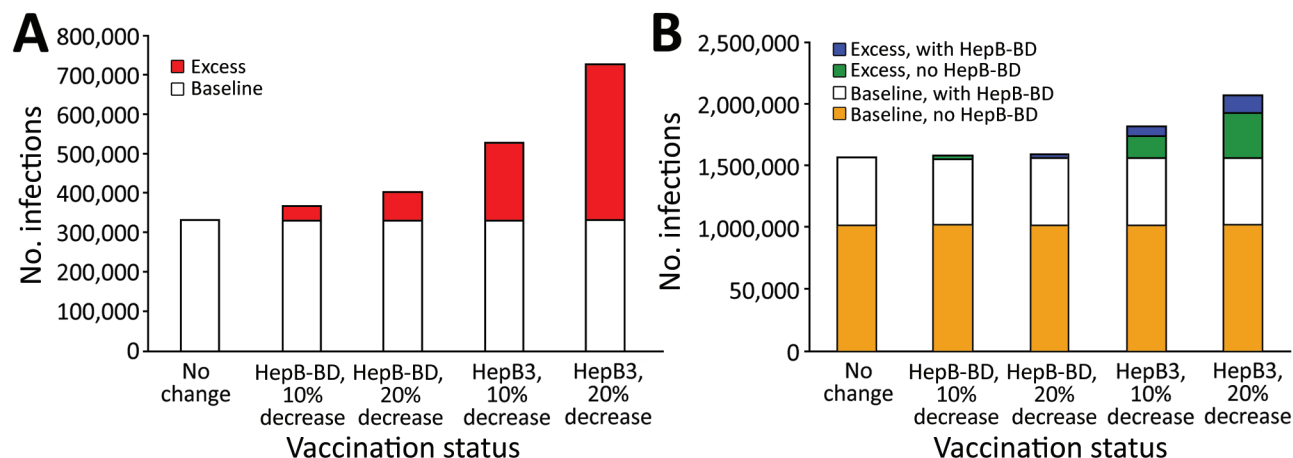 A
800,000
700,000
600,000
500,000
400,000
300,000
200,000
100,000
0
No. infections
Excess
Baseline
No
change
HepB-BD,
10%
decrease
HepB-BD,
20%
decrease
HepB3,
10%
decrease
HepB3,
20%
decrease
Vaccination status
B
2,500,000
2,000,000
1,500,000
1,000,000
50,000
0
No. infections
Excess, with HepB-BD
Excess, no HepB-BD
Baseline, with HepB-BD
Baseline, no HepB-BD
No
change
HepB-BD,
10%
decrease
HepB-BD,
20%
decrease
HepB3,
10%
decrease
HepB3,
20%
decrease
Vaccination status